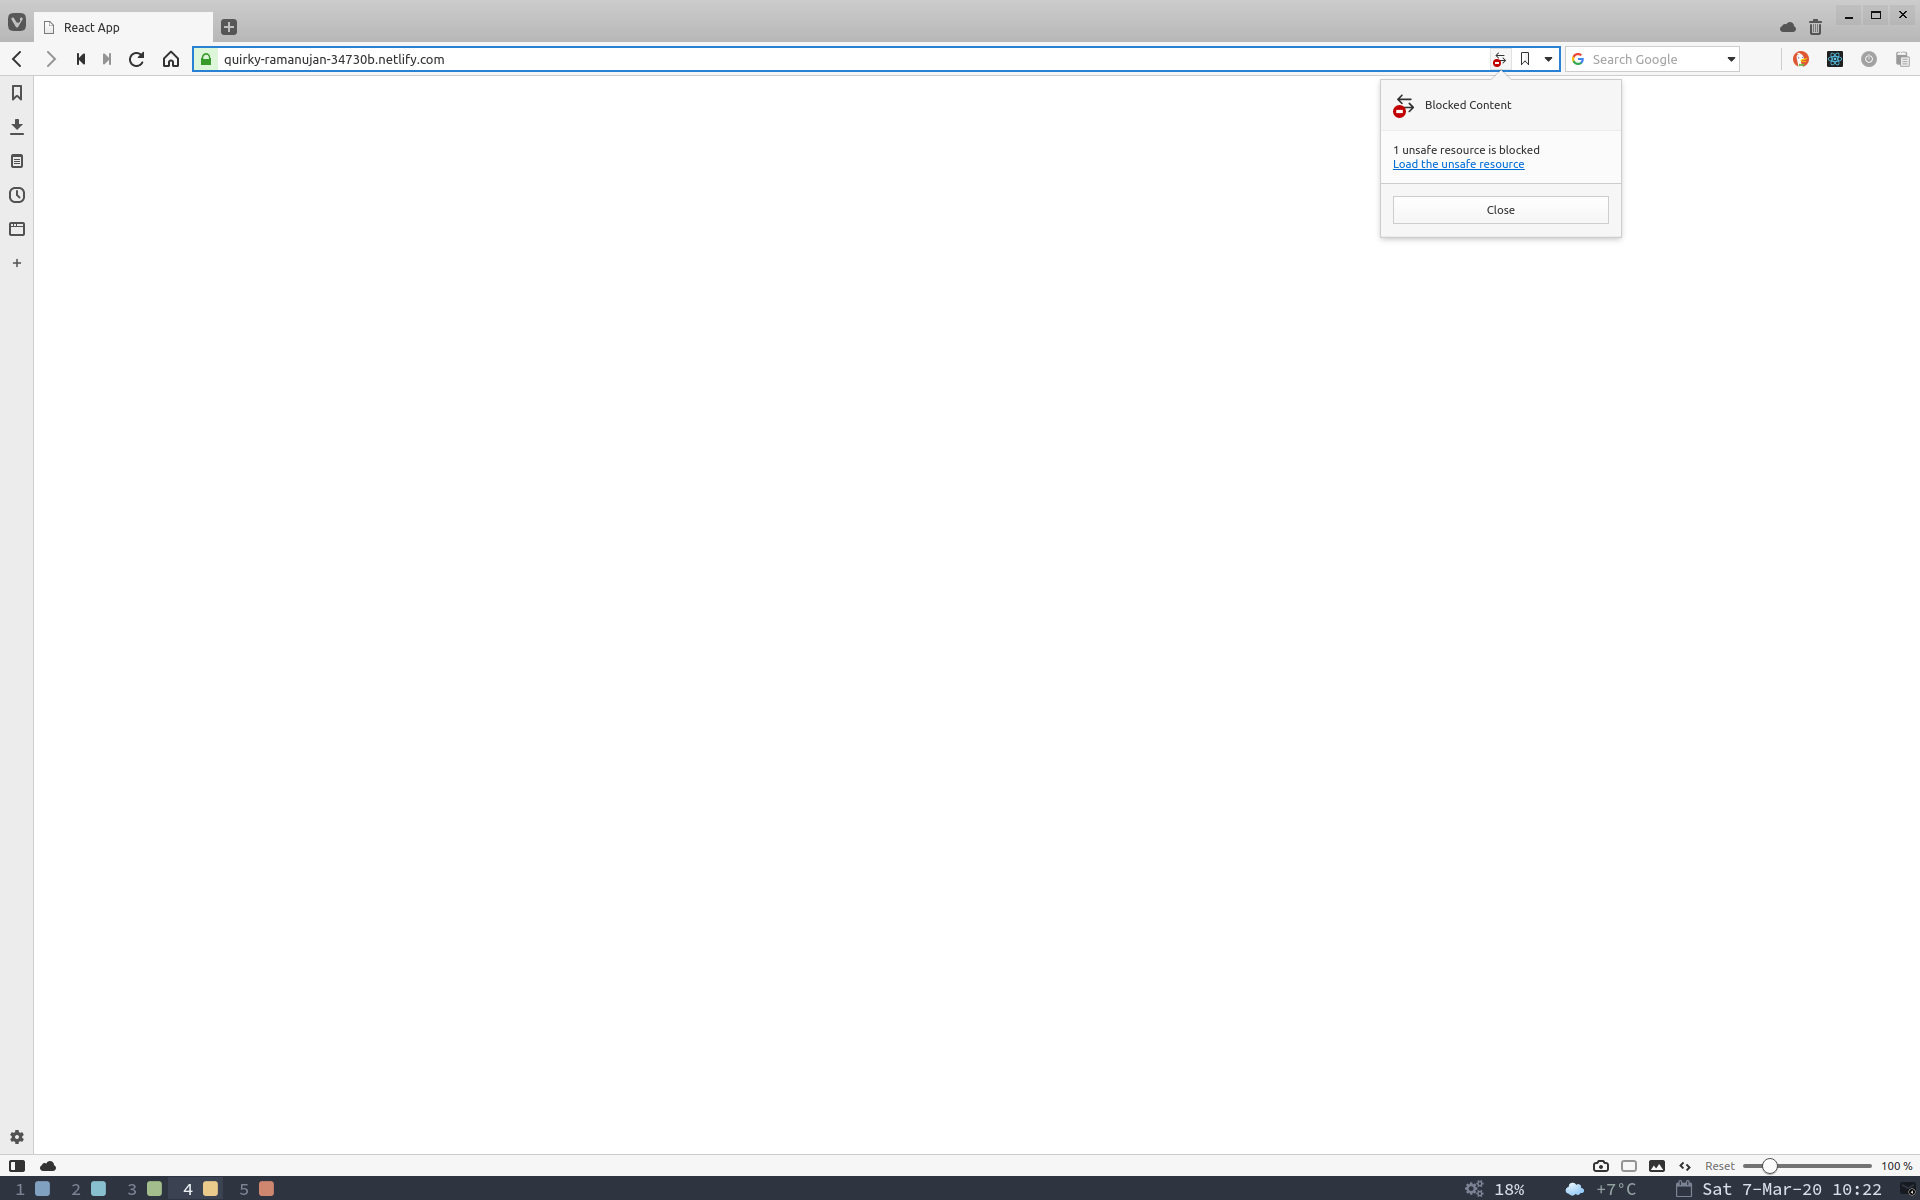 React App
quirky-ramanujan-34730b.netlify.com
Search Google
Blocked Content
1 unsafe resource is blocked
Load the unsafe resource
Close
Reset
100 %
1 2 3 4 5
18% +7°C Sat 7-Mar-20 10:22